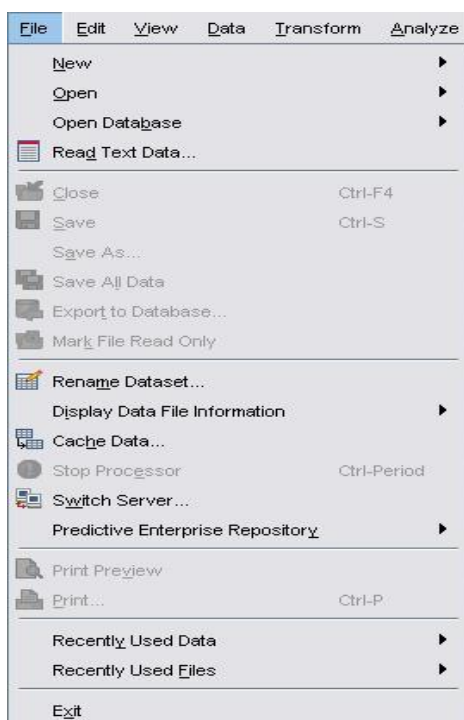 File Edit View Data Transform Analyze
New
Open
Open Database
Read Text Data...
Close Ctrl-F4
Save Ctrl-S
Save As...
Save All Data
Export to Database...
Mark File Read Only
Rename Dataset...
Display Data File Information
Cache Data...
Stop Processor Ctrl-Period
Switch Server...
Predictive Enterprise Repository
Print Preview
Print... Ctrl-P
Recently Used Data
Recently Used Files
Exit